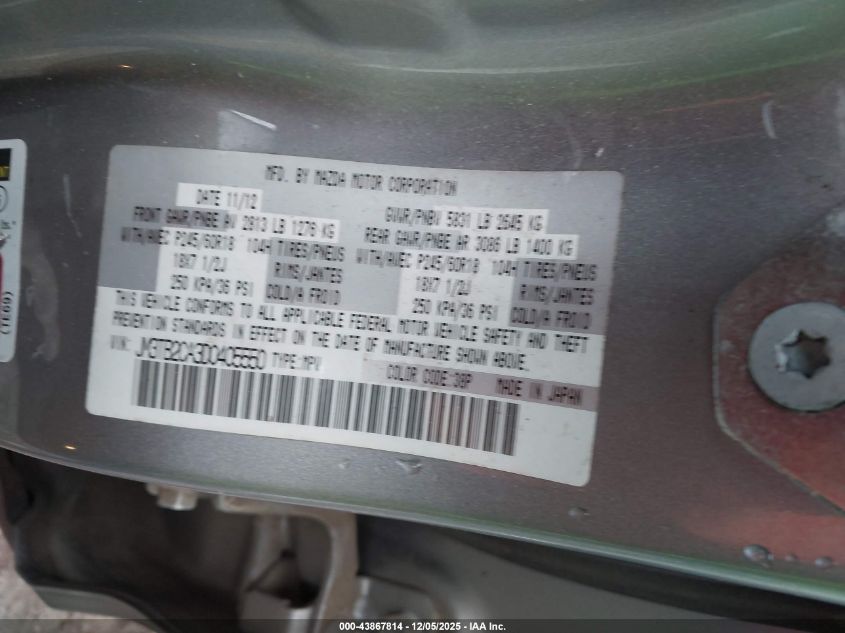 MFD. BY MAZDA MOTOR CORPORATION
DATE 11/12 GVWR/PNBV 5831 LB 2645 KG
FRONT GAWR/PNBE AV 2813 LB 1276 KG REAR GAWR/PNBE AR 3086 LB 1400 KG
WITH/AVEC P245/60R18 104H TIRES/PNEUS WITH/AVEC P245/60R18 104H TIRES/PNEUS
18X7 1/2J RIMS/JANTES 18X7 1/2J RIMS/JANTES
250 KPA/36 PSI COLD/A FROID 250 KPA/36 PSI COLD/A FROID
THIS VEHICLE CONFORMS TO ALL APPLICABLE FEDERAL MOTOR VEHICLE SAFETY AND THEFT
PREVENTION STANDARDS IN EFFECT ON THE DATE OF MANUFACTURE SHOWN ABOVE.
VIN: JM3TB2CA3D0405550 TYPE:MPV COLOR CODE:38P MADE IN JAPAN
Inc."
(TE69)
000-43867814 - 12/05/2025 - IAA Inc.